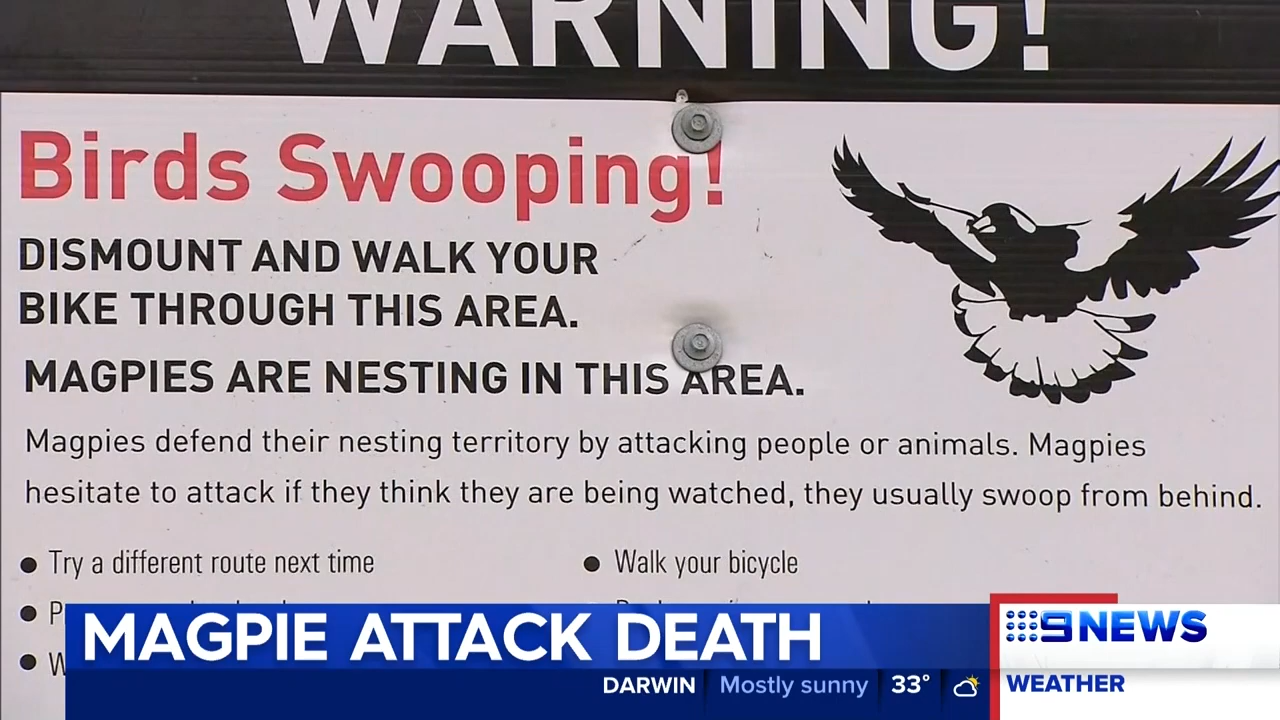 WARNING!
Birds Swooping!
DISMOUNT AND WALK YOUR
BIKE THROUGH THIS AREA.
MAGPIES ARE NESTING IN THIS AREA.
Magpies defend their nesting territory by attacking people or animals. Magpies
hesitate to attack if they think they are being watched, they usually swoop from behind.
● Try a different route next time
● Walk your bicycle
MAGPIE ATTACK DEATH
9NEWS
DARWIN Mostly sunny 33°
WEATHER